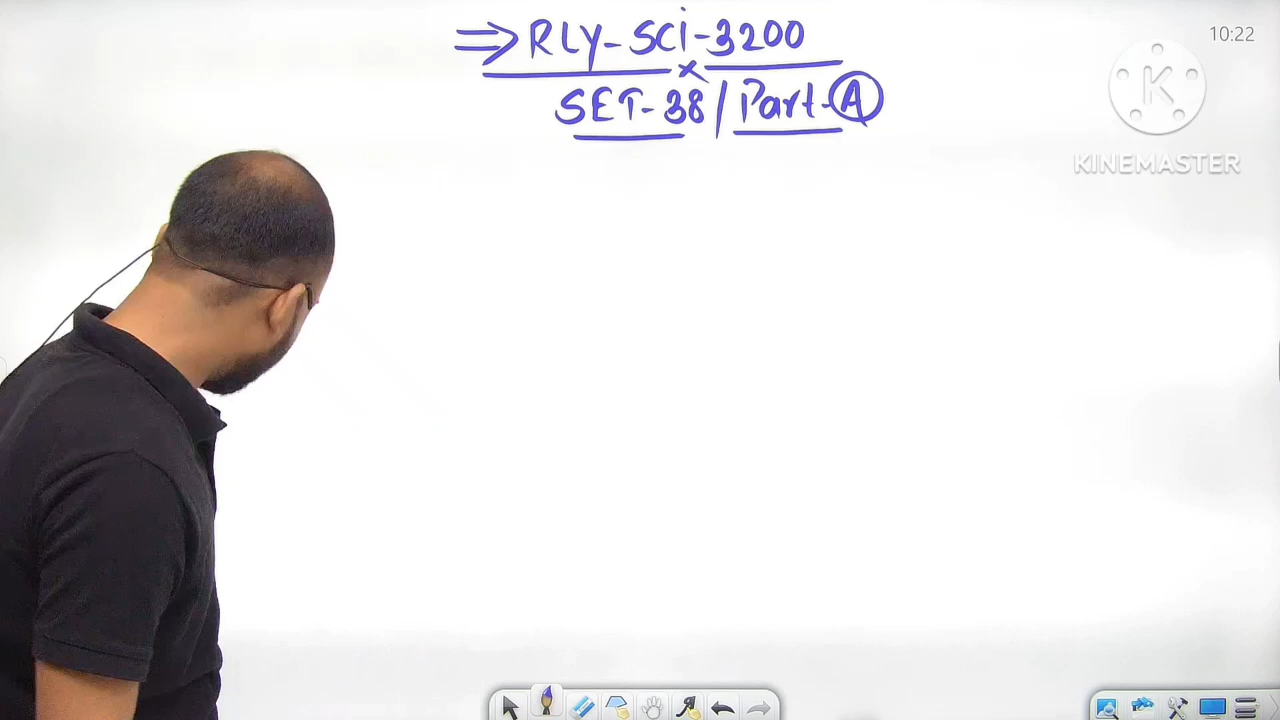 ⇒ RLY-SCi-3200
10:22
SET-38 / Part-A
K
KINEMASTER